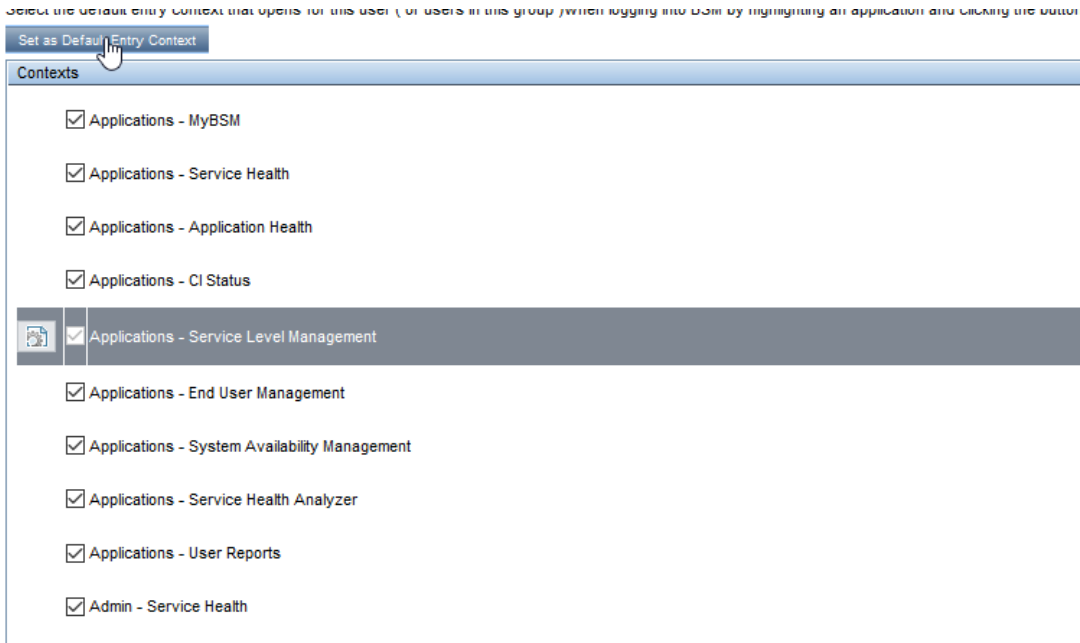 Select the default entry context that opens for this user ( or users in this group )when logging into BSM by highlighting an application and clicking the button
Set as Default Entry Context
Contexts
Applications - MyBSM
Applications - Service Health
Applications - Application Health
Applications - CI Status
Applications - Service Level Management
Applications - End User Management
Applications - System Availability Management
Applications - Service Health Analyzer
Applications - User Reports
Admin - Service Health